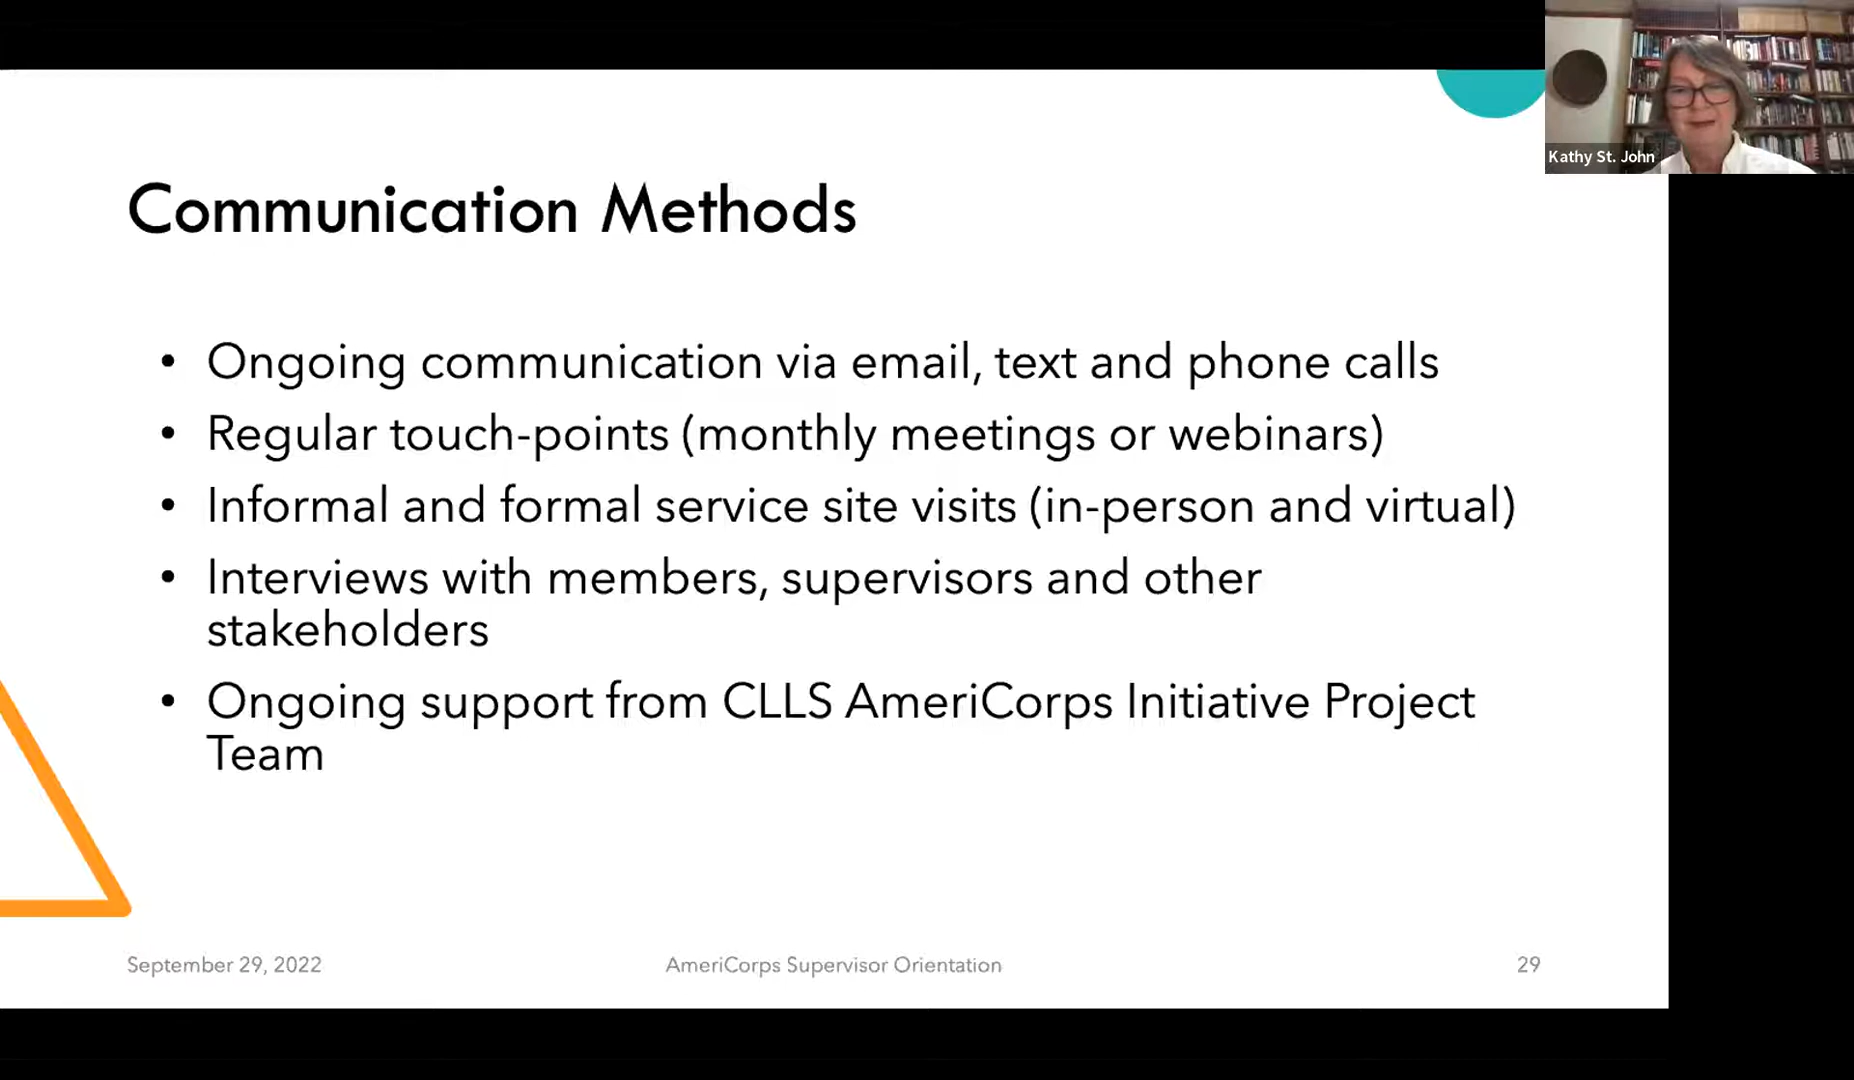 Kathy St. John
Communication Methods
• Ongoing communication via email, text and phone calls
• Regular touch-points (monthly meetings or webinars)
• Informal and formal service site visits (in-person and virtual)
• Interviews with members, supervisors and other
stakeholders
• Ongoing support from CLLS AmeriCorps Initiative Project
Team
September 29, 2022
AmeriCorps Supervisor Orientation
29